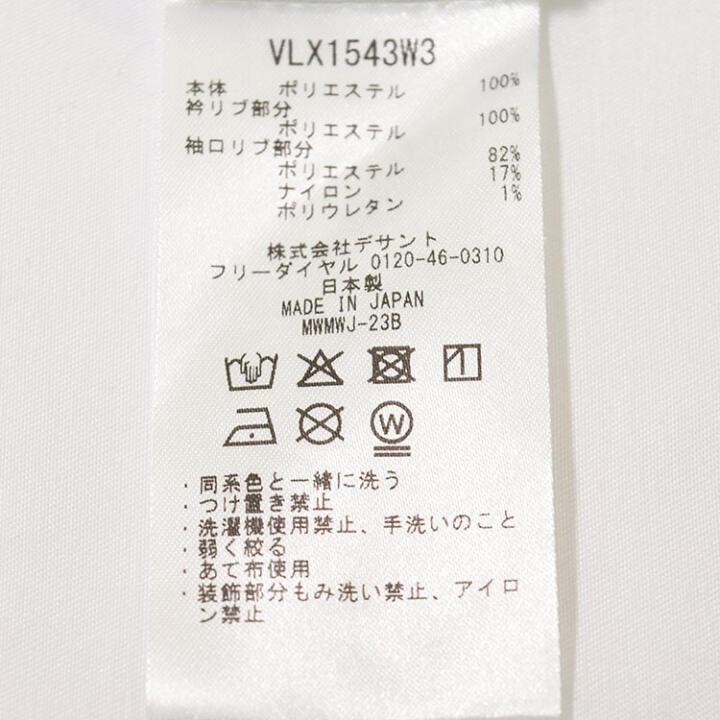 VLX1543W3
本体 ポリエステル 100%
衿リブ部分
ポリエステル 100%
袖口リブ部分
ポリエステル 82%
ナイロン 17%
ポリウレタン 1%
株式会社デサント
フリーダイヤル 0120-46-0310
日本製
MADE IN JAPAN
MWMWJ-23B
W
・同系色と一緒に洗う
・つけ置き禁止
・洗濯機使用禁止、手洗いのこと
・弱く絞る
・あて布使用
・装飾部分もみ洗い禁止、アイロ
ン禁止